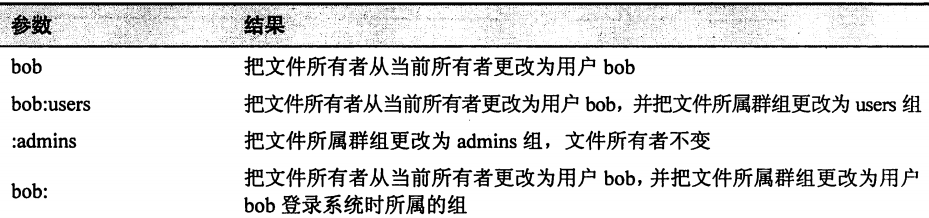 参数 结果
bob 把文件所有者从当前所有者更改为用户 bob
bob:users 把文件所有者从当前所有者更改为用户 bob，并把文件所属群组更改为 users 组
:admins 把文件所属群组更改为 admins 组，文件所有者不变
bob: 把文件所有者从当前所有者更改为用户 bob，并把文件所属群组更改为用户
bob 登录系统时所属的组